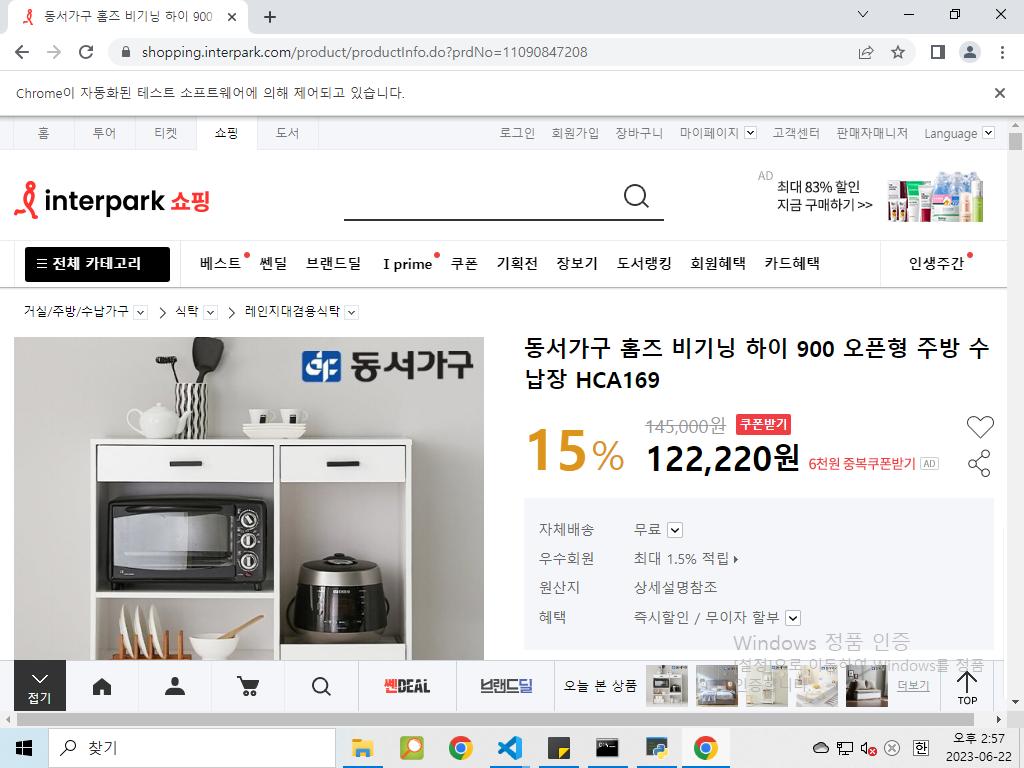 동서가구 홈즈 비기닝 하이 900
shopping.interpark.com/product/productInfo.do?prdNo=11090847208
Chrome이 자동화된 테스트 소프트웨어에 의해 제어되고 있습니다.
홈 투어 티켓 쇼핑 도서 로그인 회원가입 장바구니 마이페이지 고객센터 판매자매니저 Language
interpark 쇼핑
AD
최대 83% 할인
지금 구매하기 >>
전체 카테고리 베스트 쎈딜 브랜드딜 I prime 쿠폰 기획전 장보기 도서랭킹 회원혜택 카드혜택 인생주간
거실/주방/수납가구 식탁 레인지대겸용식탁
동서가구
동서가구 홈즈 비기닝 하이 900 오픈형 주방 수
납장 HCA169
15%
145,000원 쿠폰받기
122,220원 6천원 중복쿠폰받기 AD
자체배송 무료
우수회원 최대 1.5% 적립
원산지 상세설명참조
혜택 즉시할인 / 무이자 할부
Windows 정품 인증
[설정]으로 이동하여 Windows를 정품
인증합니다.
접기
쎈DEAL
브랜드딜
오늘 본 상품
더보기
TOP
찾기
한
오후 2:57
2023-06-22